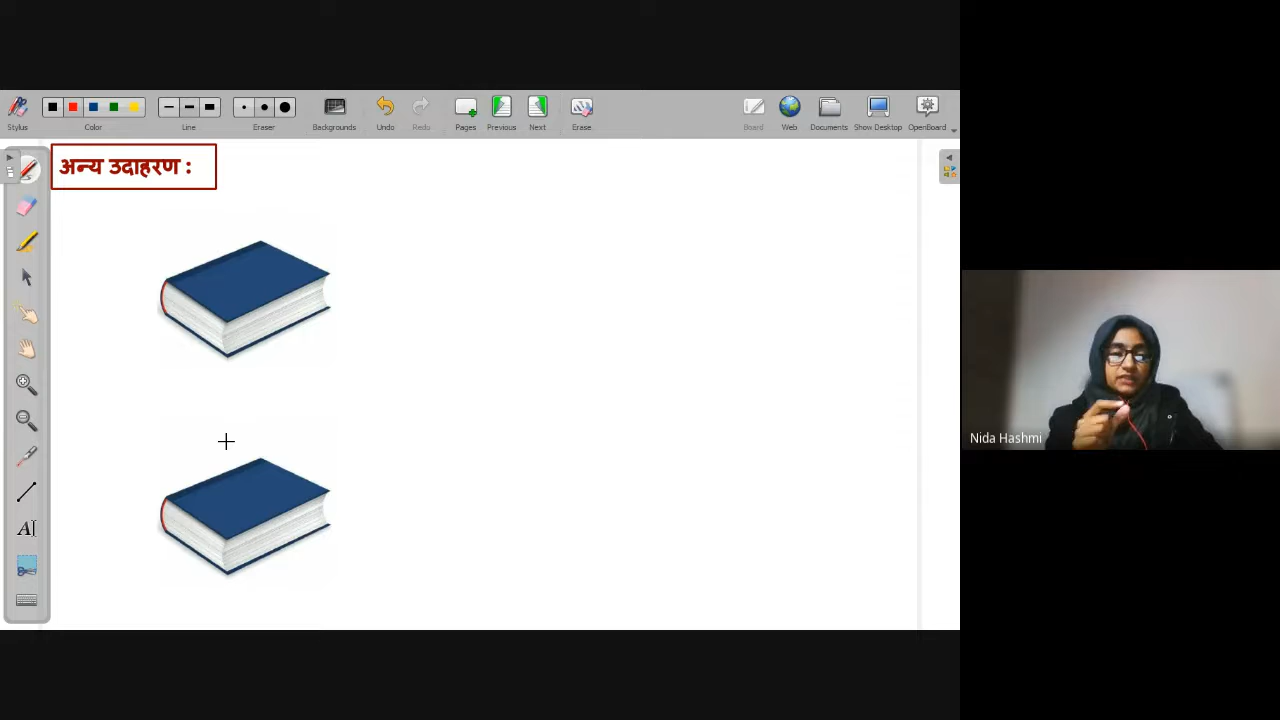 Stylus
Color
Line
Eraser
Backgrounds
Undo
Redo
Pages
Previous
Next
Erase
Board
Web
Documents
Show Desktop
OpenBoard
अन्य उदाहरण :
A
Nida Hashmi